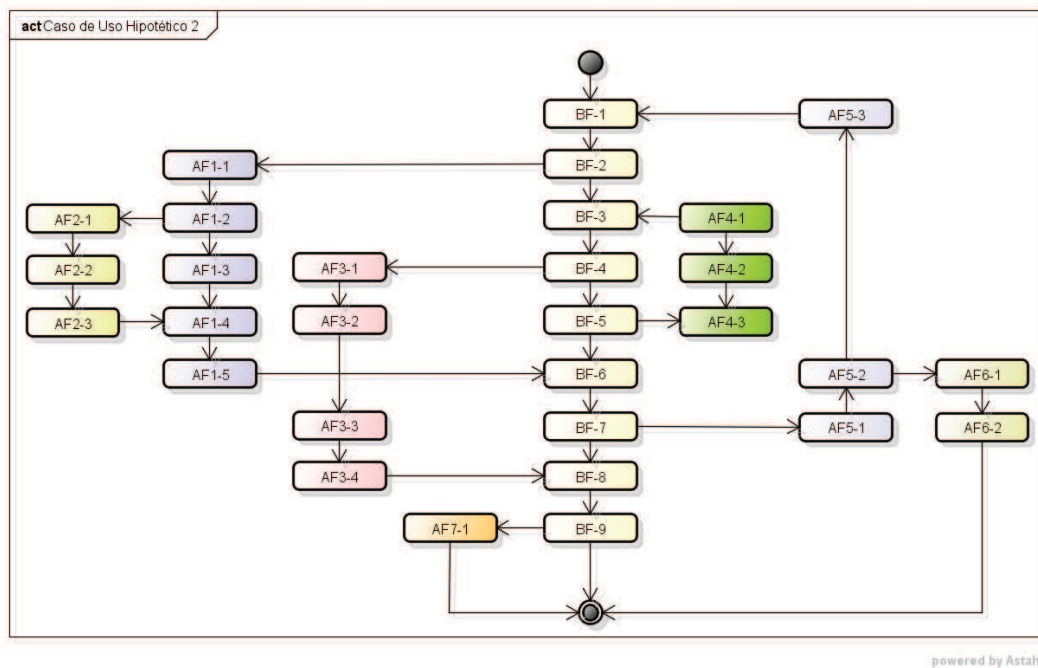 act Caso de Uso Hipotético 2
BF-1
AF5-3
AF1-1
BF-2
AF2-1
AF1-2
BF-3
AF4-1
AF2-2
AF1-3
AF3-1
BF-4
AF4-2
AF2-3
AF1-4
AF3-2
BF-5
AF4-3
AF1-5
BF-6
AF5-2
AF6-1
AF3-3
BF-7
AF5-1
AF6-2
AF3-4
BF-8
AF7-1
BF-9
powered by Astah